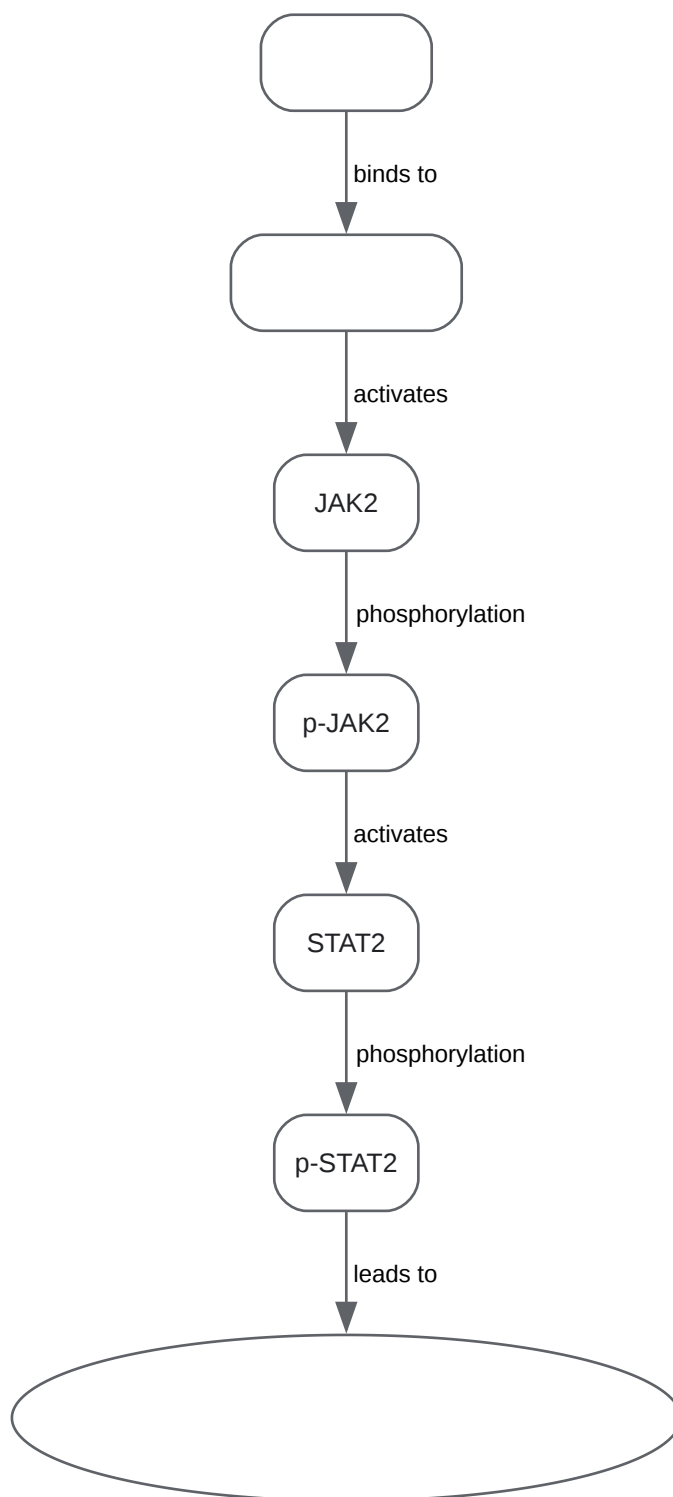 binds to
activates
JAK2
phosphorylation
p-JAK2
activates
STAT2
phosphorylation
p-STAT2
leads to